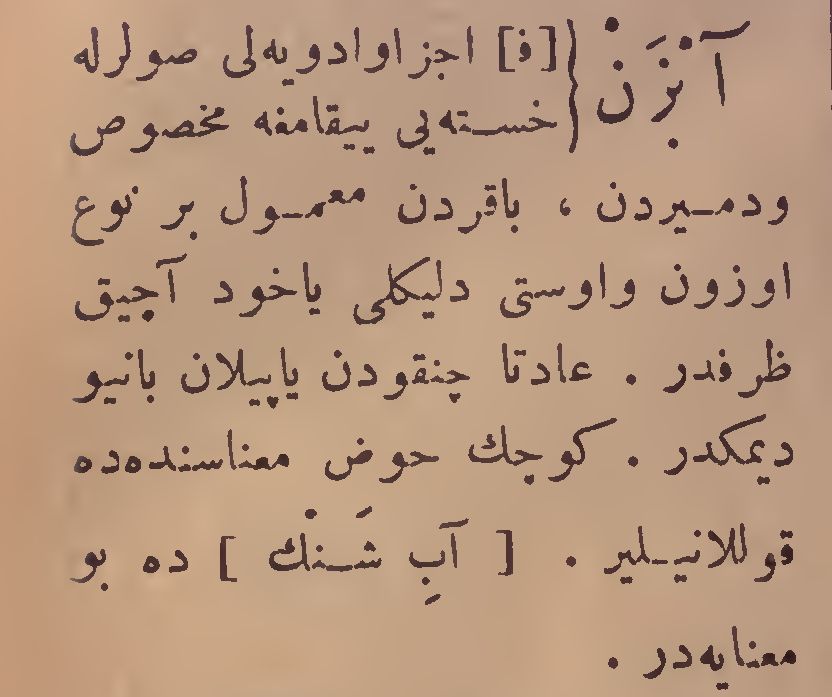 آبْزَنْ { [ف] اجزا وادویه‌لی صولرله
خسته‌یی ییقامغه مخصوص
ودمیردن ، باقردن معمول بر نوع
اوزون واوستی دلیکلی یاخود آچیق
ظرفدر . عادتا چنقودن یاپیلان بانیو
دیمکدر . کوچك حوض معناسنده‌ده
قوللانیلیر . [ آبِ شَنْك ] ده بو
معنایه‌در .